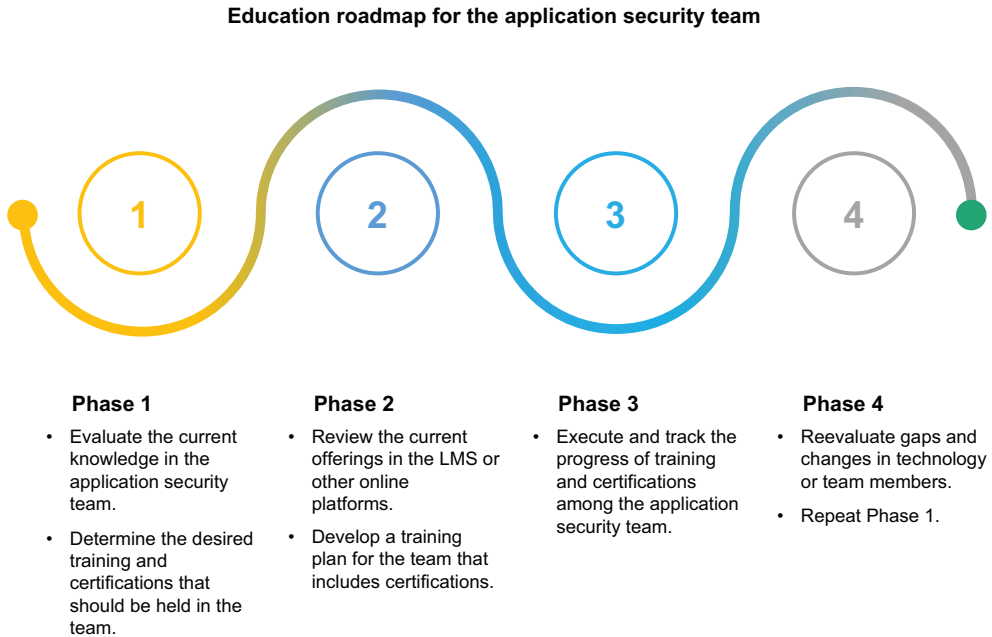 Education roadmap for the application security team
1
2
3
4
Phase 1
• Evaluate the current
knowledge in the
application security
team.
• Determine the desired
training and
certifications that
should be held in the
team.
Phase 2
• Review the current
offerings in the LMS or
other online
platforms.
• Develop a training
plan for the team that
includes certifications.
Phase 3
• Execute and track the
progress of training
and certifications
among the application
security team.
Phase 4
• Reevaluate gaps and
changes in technology
or team members.
• Repeat Phase 1.